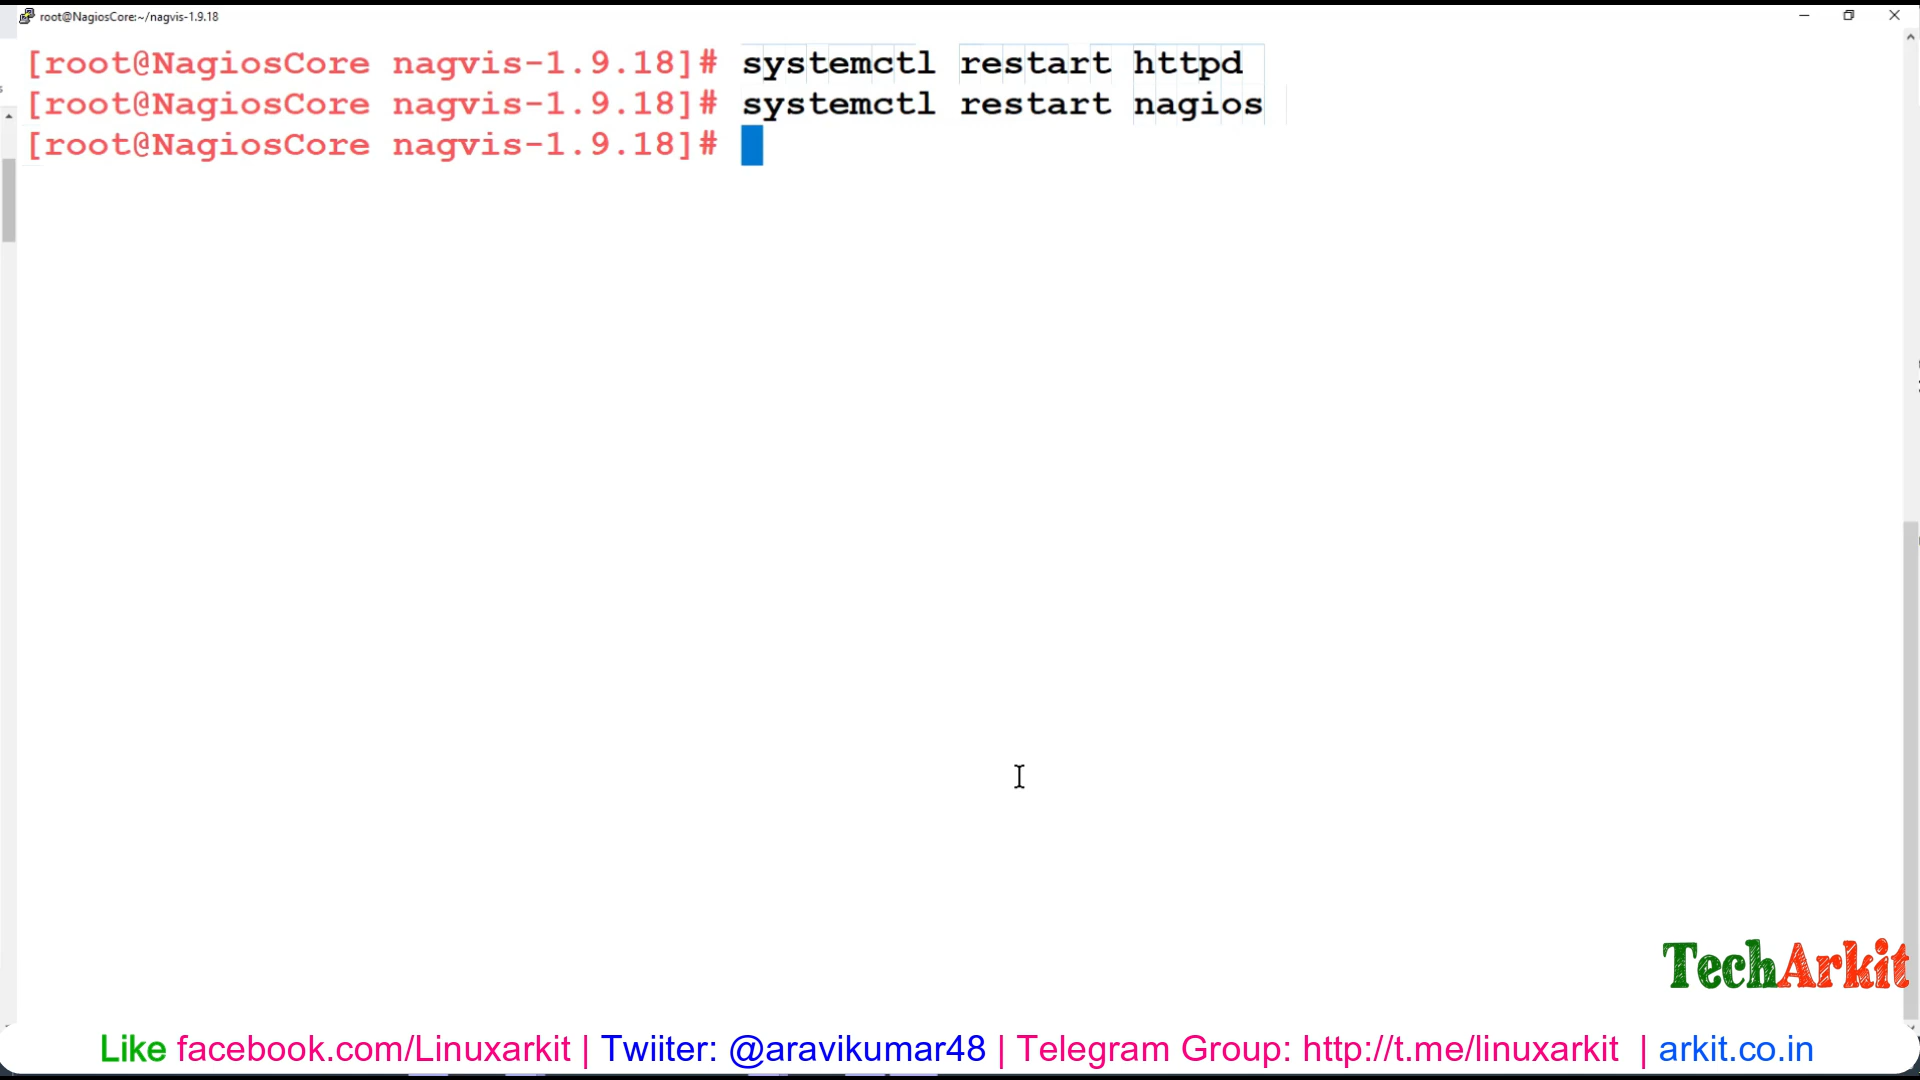 root@NagiosCore:~/nagvis-1.9.18
[root@NagiosCore nagvis-1.9.18]# systemctl restart httpd
[root@NagiosCore nagvis-1.9.18]# systemctl restart nagios
[root@NagiosCore nagvis-1.9.18]#
TechArkit
Like facebook.com/Linuxarkit | Twiiter: @aravikumar48 | Telegram Group: http://t.me/linuxarkit | arkit.co.in